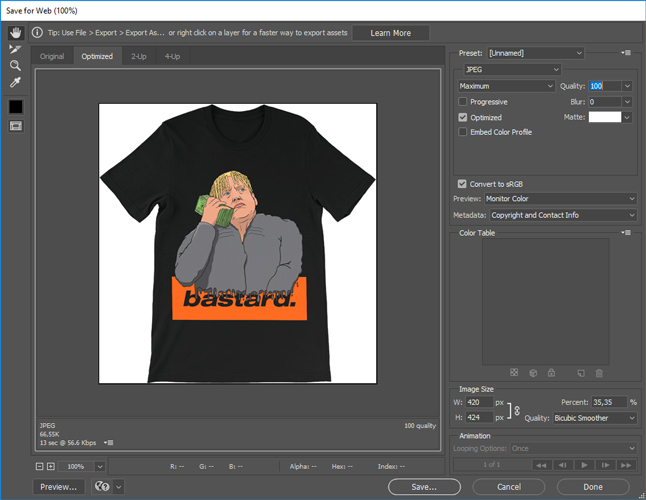 Save for Web (100%)
Tip: Use File > Export > Export As... or right click on a layer for a faster way to export assets
Learn More
Original Optimized 2-Up 4-Up
Preset: [Unnamed]
JPEG
Maximum Quality: 100
Progressive Blur: 0
Optimized Matte:
Embed Color Profile
Convert to sRGB
Preview: Monitor Color
Metadata: Copyright and Contact Info
Color Table
bastard.
Image Size
W: 420 px Percent: 35,35 %
H: 424 px Quality: Bicubic Smoother
JPEG 100 quality
66,55K
13 sec @ 56.6 Kbps
Animation
Looping Options: Once
1 of 1
100% R: -- G: -- B: -- Alpha: -- Hex: -- Index: --
Preview... Save... Cancel Done